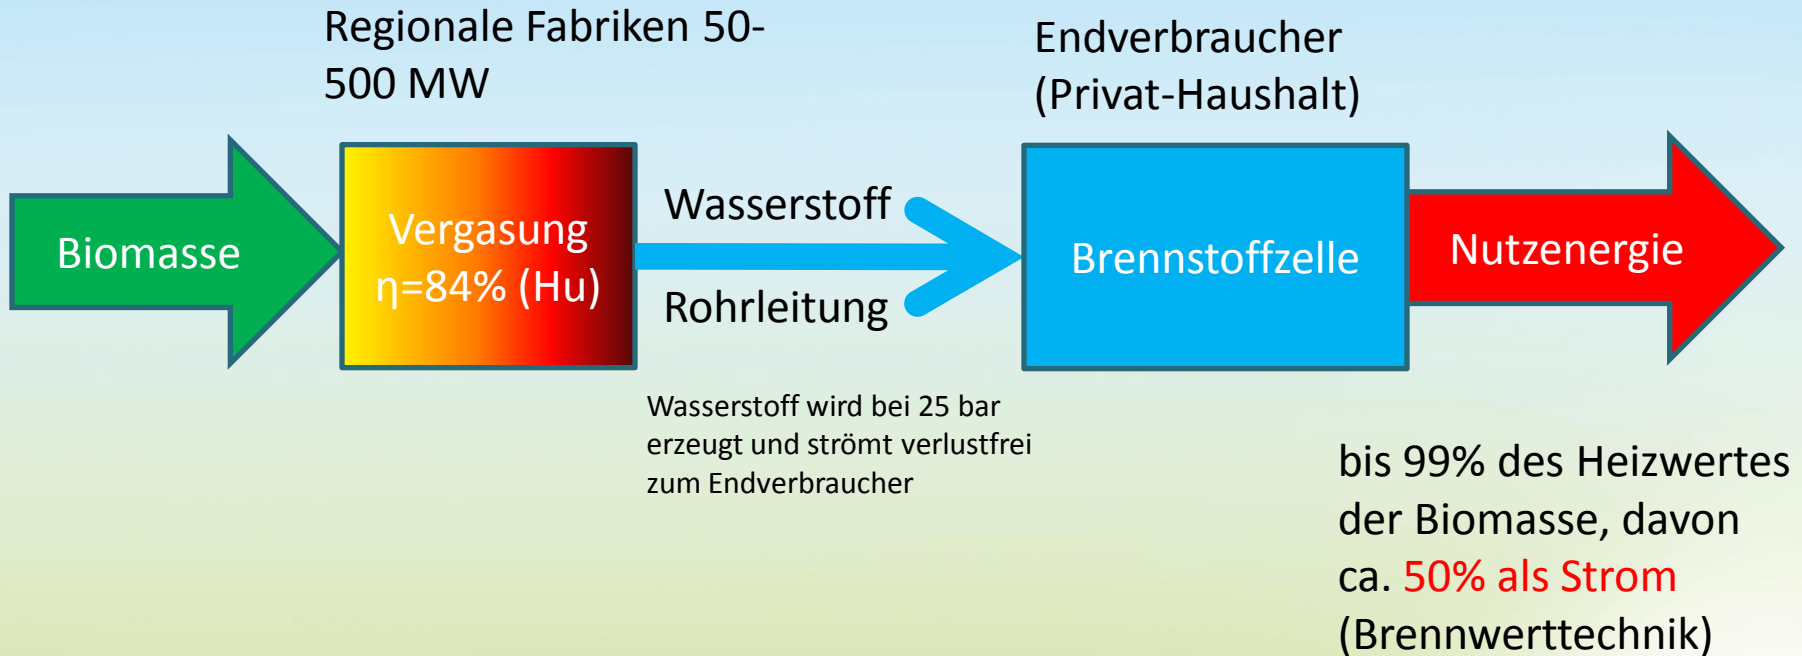 Regionale Fabriken 50-
500 MW
Endverbraucher
(Privat-Haushalt)
Biomasse
Vergasung
η=84% (Hu)
Wasserstoff
Rohrleitung
Brennstoffzelle
Nutzenergie
Wasserstoff wird bei 25 bar
erzeugt und strömt verlustfrei
zum Endverbraucher
bis 99% des Heizwertes
der Biomasse, davon
ca. 50% als Strom
(Brennwerttechnik)